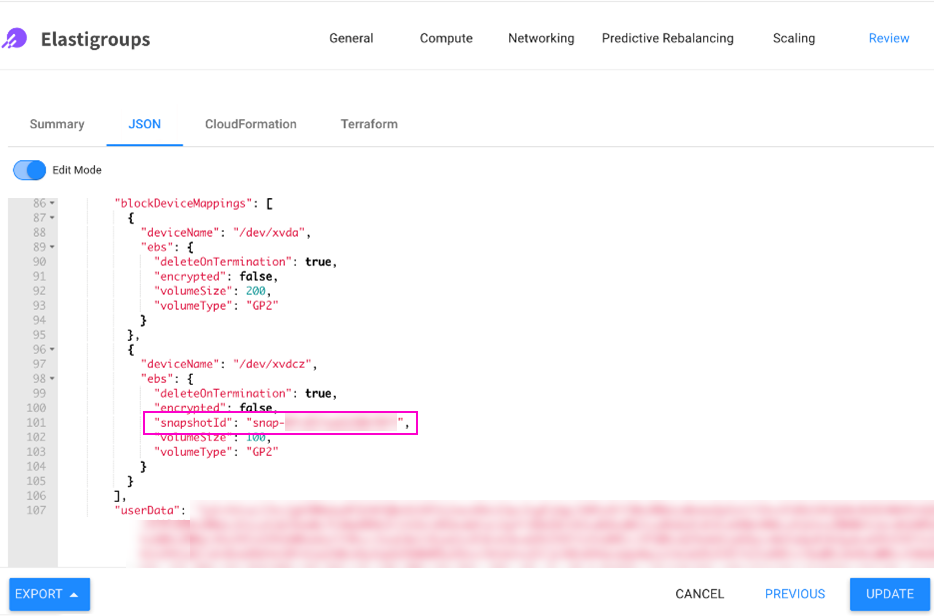 Elastigroups
General Compute Networking Predictive Rebalancing Scaling Review
Summary JSON CloudFormation Terraform
Edit Mode
86 "blockDeviceMappings": [
87 {
88 "deviceName": "/dev/xvda",
89 "ebs": {
90 "deleteOnTermination": true,
91 "encrypted": false,
92 "volumeSize": 200,
93 "volumeType": "GP2"
94 }
95 },
96 {
97 "deviceName": "/dev/xvdcz",
98 "ebs": {
99 "deleteOnTermination": true,
100 "encrypted": false,
101 "snapshotId": "snap- ",
102 "volumeSize": 100,
103 "volumeType": "GP2"
104 }
105 }
106 ],
107 "userData":
EXPORT CANCEL PREVIOUS UPDATE